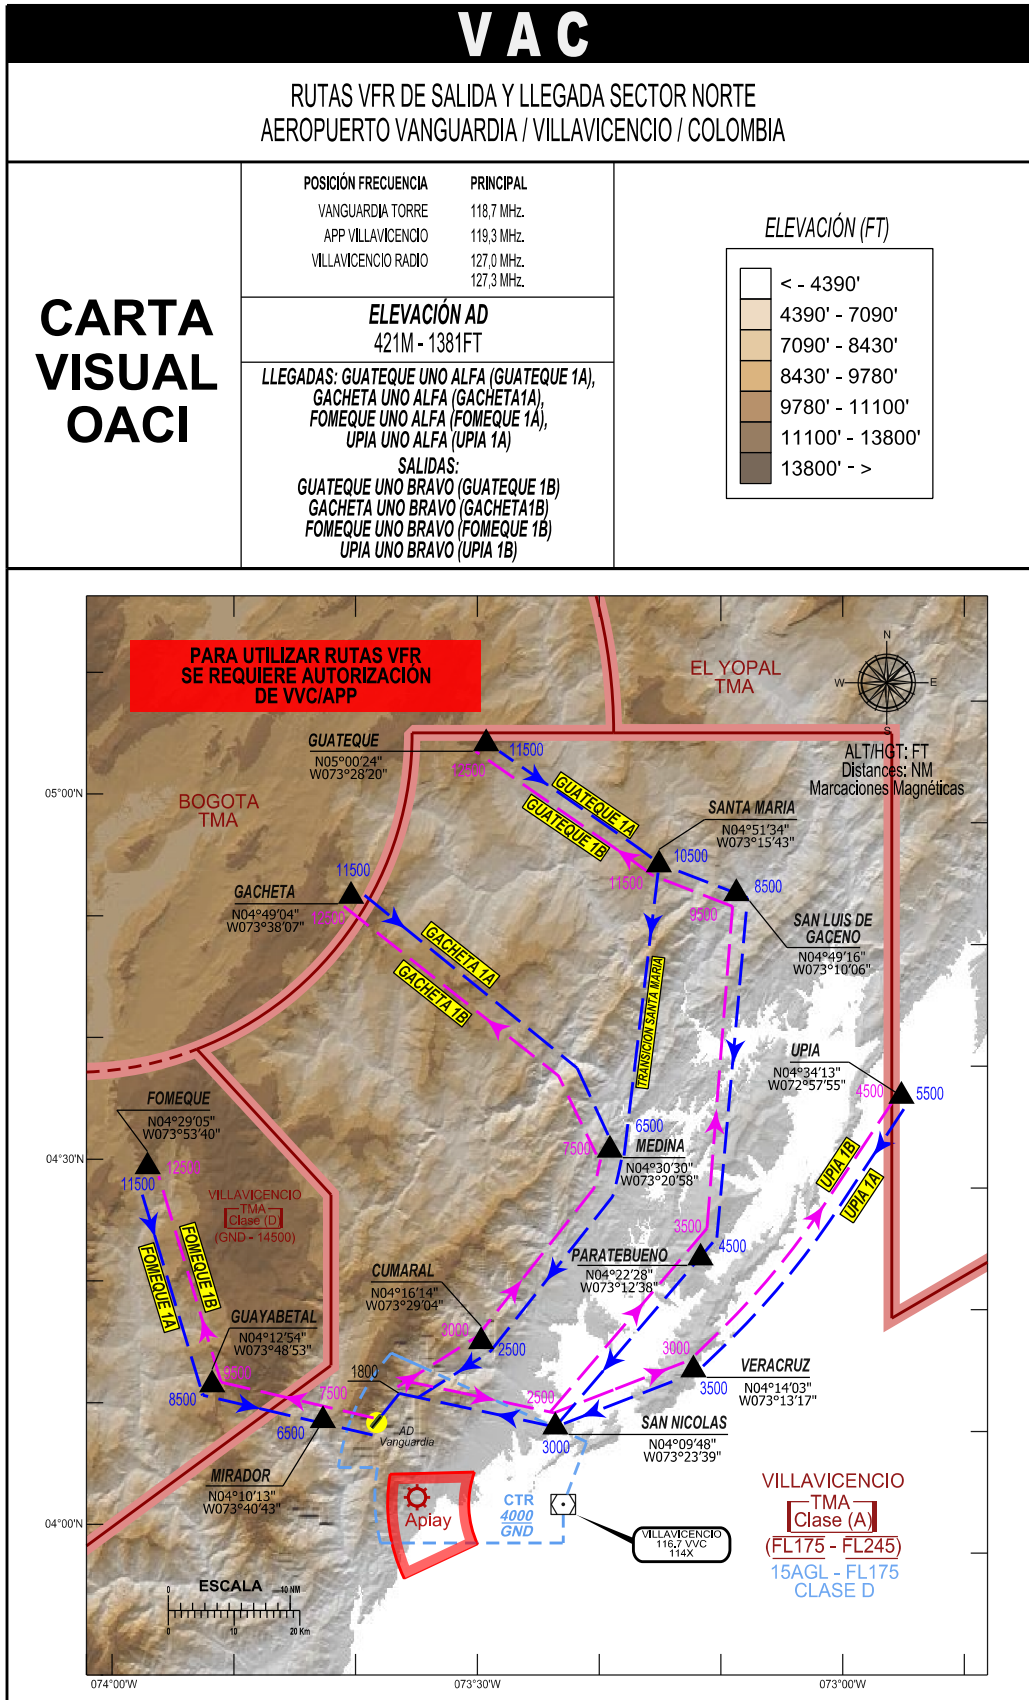 VAC
RUTAS VFR DE SALIDA Y LLEGADA SECTOR NORTE
AEROPUERTO VANGUARDIA / VILLAVICENCIO / COLOMBIA
CARTA
VISUAL
OACI
POSICIÓN FRECUENCIA PRINCIPAL
VANGUARDIA TORRE 118,7 MHz.
APP VILLAVICENCIO 119,3 MHz.
VILLAVICENCIO RADIO 127,0 MHz.
127,3 MHz.
ELEVACIÓN AD
421M - 1381FT
LLEGADAS: GUATEQUE UNO ALFA (GUATEQUE 1A),
GACHETA UNO ALFA (GACHETA1A),
FOMEQUE UNO ALFA (FOMEQUE 1A),
UPIA UNO ALFA (UPIA 1A)
SALIDAS:
GUATEQUE UNO BRAVO (GUATEQUE 1B)
GACHETA UNO BRAVO (GACHETA1B)
FOMEQUE UNO BRAVO (FOMEQUE 1B)
UPIA UNO BRAVO (UPIA 1B)
ELEVACIÓN (FT)
< - 4390'
4390' - 7090'
7090' - 8430'
8430' - 9780'
9780' - 11100'
11100' - 13800'
13800' - >
PARA UTILIZAR RUTAS VFR
SE REQUIERE AUTORIZACIÓN
DE VVC/APP
EL YOPAL
TMA
N
W E
S
ALT/HGT: FT
Distances: NM
Marcaciones Magnéticas
GUATEQUE
N05°00'24"
W073°28'20"
11500
12500
GUATEQUE 1A
GUATEQUE 1B
BOGOTA
TMA
05°00'N
SANTA MARIA
N04°51'34"
W073°15'43"
10500
11500
8500
9500
SAN LUIS DE
GACENO
N04°49'16"
W073°10'06"
11500
GACHETA
N04°49'04"
W073°38'07"
12500
GACHETA 1A
GACHETA 1B
TRANSICION SANTA MARIA
UPIA
N04°34'13"
W072°57'55"
4500
5500
FOMEQUE
N04°29'05"
W073°53'40"
12500
11500
04°30'N
6500
7500
MEDINA
N04°30'30"
W073°20'58"
UPIA 1B
UPIA 1A
VILLAVICENCIO
TMA
Clase (D)
(GND - 14500)
FOMEQUE 1B
FOMEQUE 1A
3500
4500
PARATEBUENO
N04°22'28"
W073°12'38"
CUMARAL
N04°16'14"
W073°29'04"
3000
2500
GUAYABETAL
N04°12'54"
W073°48'53"
9500
8500
7500
6500
1800
3000
3500
VERACRUZ
N04°14'03"
W073°13'17"
2500
3000
SAN NICOLAS
N04°09'48"
W073°23'39"
AD
Vanguardia
MIRADOR
N04°10'13"
W073°40'43"
Apiay
CTR
4000
GND
VILLAVICENCIO
116.7 VVC
114X
VILLAVICENCIO
TMA
Clase (A)
(FL175 - FL245)
15AGL - FL175
CLASE D
04°00'N
ESCALA
0 10 NM
0 10 20 Km
074°00'W 073°30'W 073°00'W